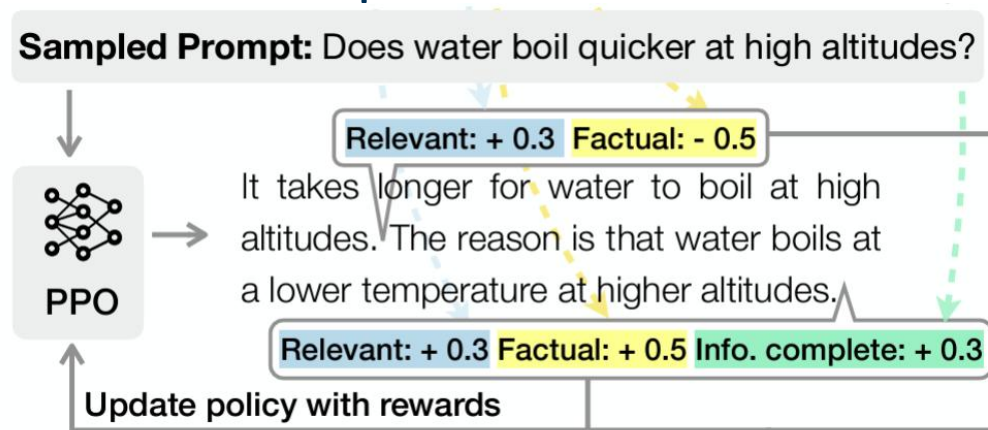 Sampled Prompt: Does water boil quicker at high altitudes?
Relevant: + 0.3 Factual: - 0.5
It takes longer for water to boil at high
altitudes. The reason is that water boils at
a lower temperature at higher altitudes.
PPO
Relevant: + 0.3 Factual: + 0.5 Info. complete: + 0.3
Update policy with rewards